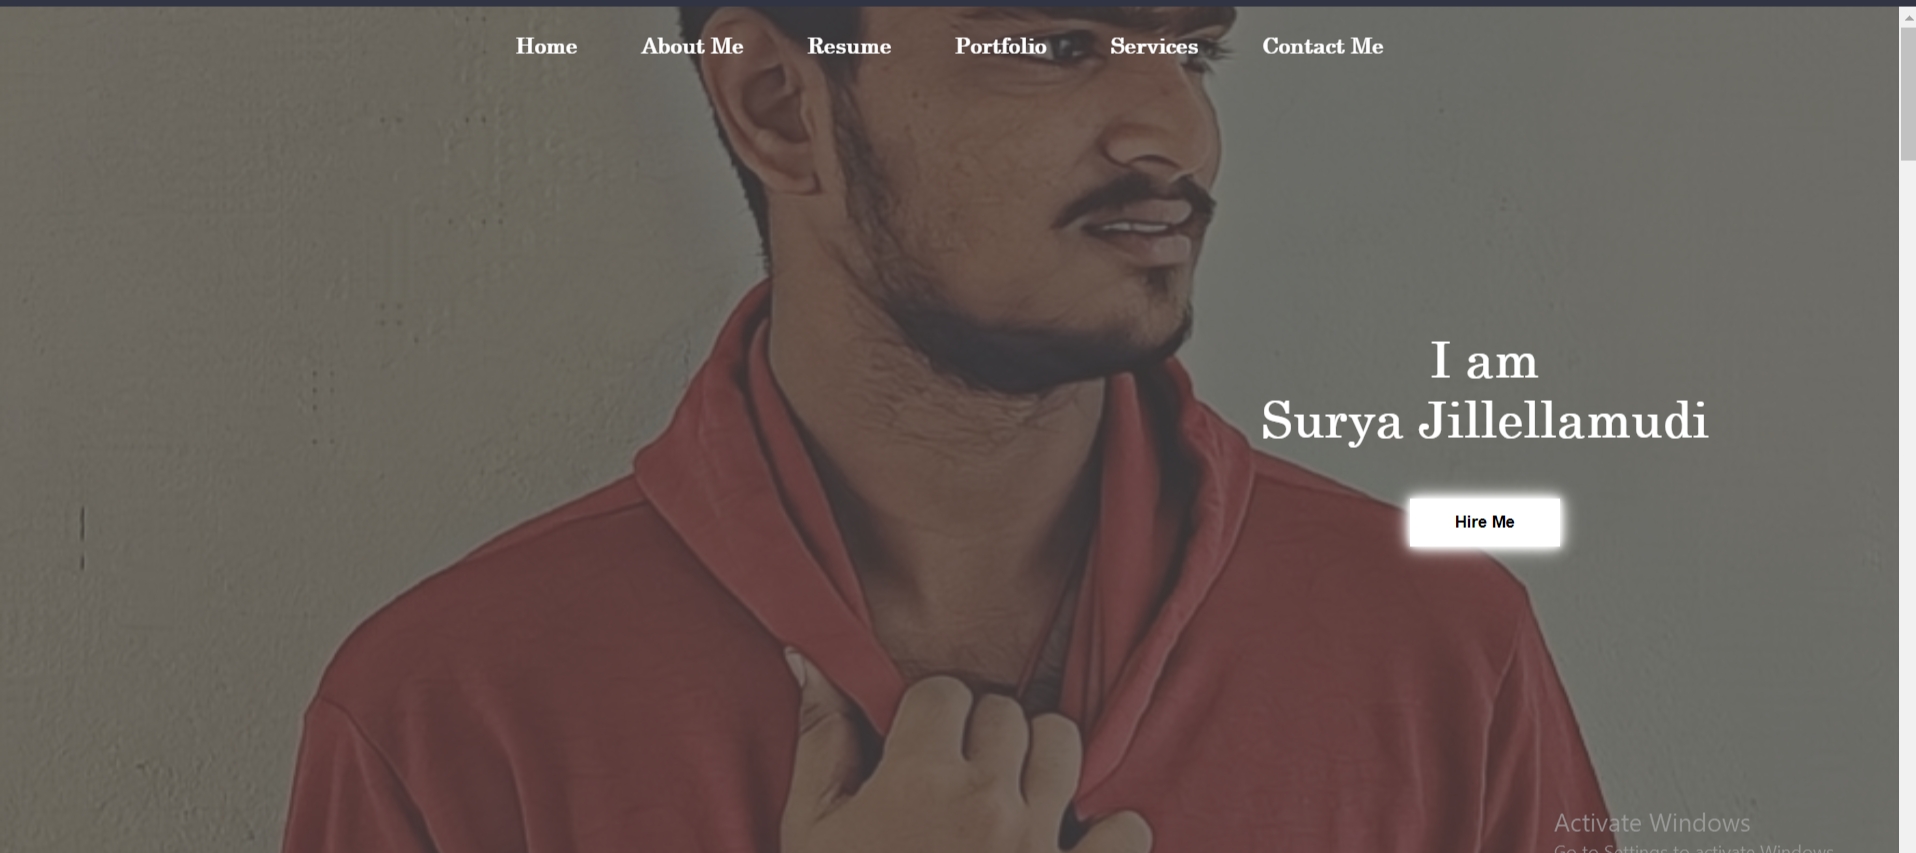 Home About Me Resume Portfolio Services Contact Me
I am
Surya Jillellamudi
Hire Me
Activate Windows
Go to Settings to activate Windows.